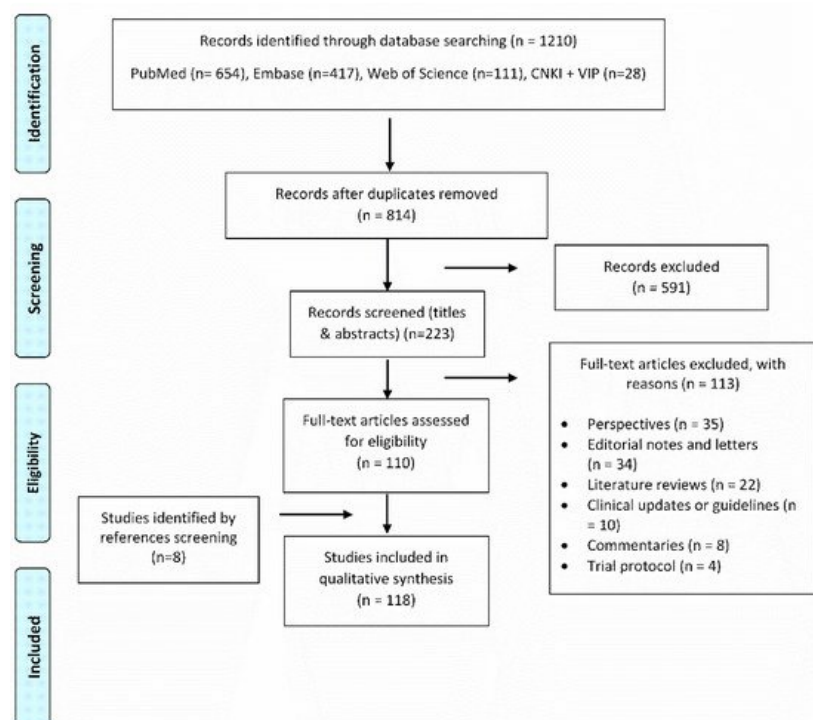 Identification
Records identified through database searching (n = 1210)
PubMed (n= 654), Embase (n=417), Web of Science (n=111), CNKI + VIP (n=28)
Records after duplicates removed
(n = 814)
Screening
Records excluded
(n = 591)
Records screened (titles
& abstracts) (n=223)
Full-text articles excluded, with
reasons (n = 113)
• Perspectives (n = 35)
• Editorial notes and letters
(n = 34)
• Literature reviews (n = 22)
• Clinical updates or guidelines (n
= 10)
• Commentaries (n = 8)
• Trial protocol (n = 4)
Eligibility
Full-text articles assessed
for eligibility
(n = 110)
Studies identified by
references screening
(n=8)
Studies included in
qualitative synthesis
(n = 118)
Included